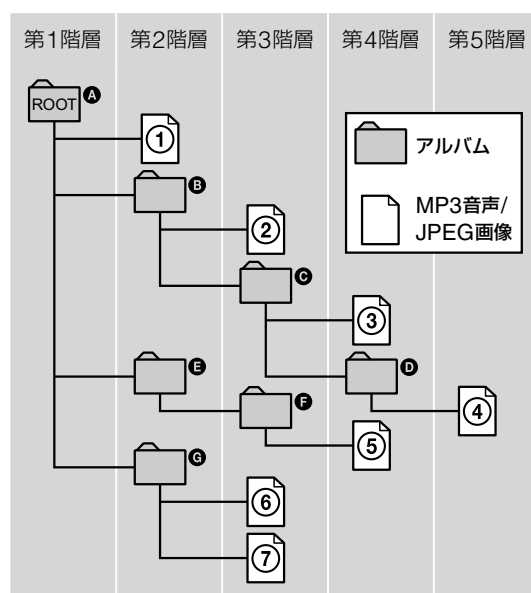 第1階層 第2階層 第3階層 第4階層 第5階層
ROOT A
①
B
アルバム
②
MP3音声/
JPEG画像
C
③
E
D
F
④
⑤
G
⑥
⑦